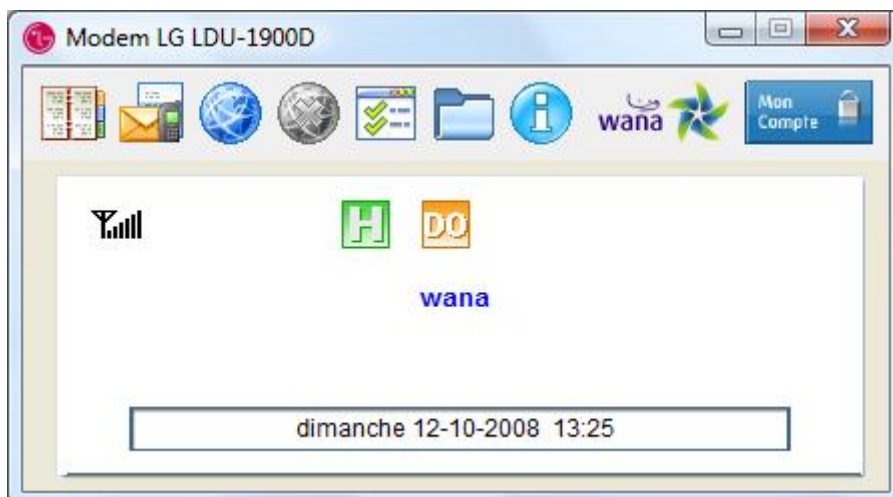 Modem LG LDU-1900D
wana
Mon
Compte
H
DO
wana
dimanche 12-10-2008 13:25